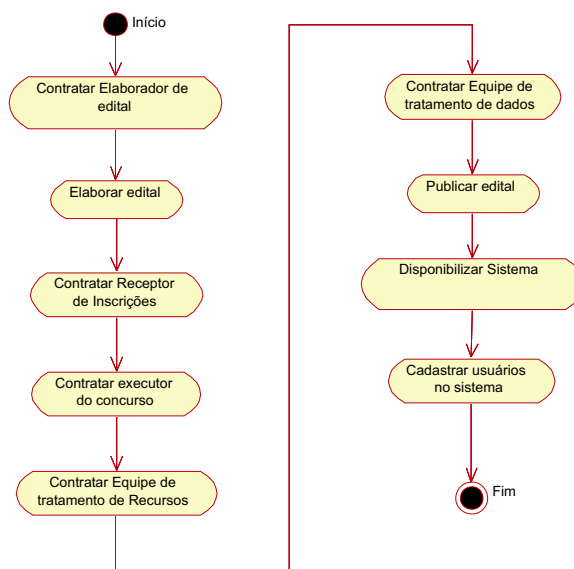 Início
Contratar Elaborador de
edital
Elaborar edital
Contratar Receptor
de Inscrições
Contratar executor
do concurso
Contratar Equipe de
tratamento de Recursos
Contratar Equipe de
tratamento de dados
Publicar edital
Disponibilizar Sistema
Cadastrar usuários
no sistema
Fim